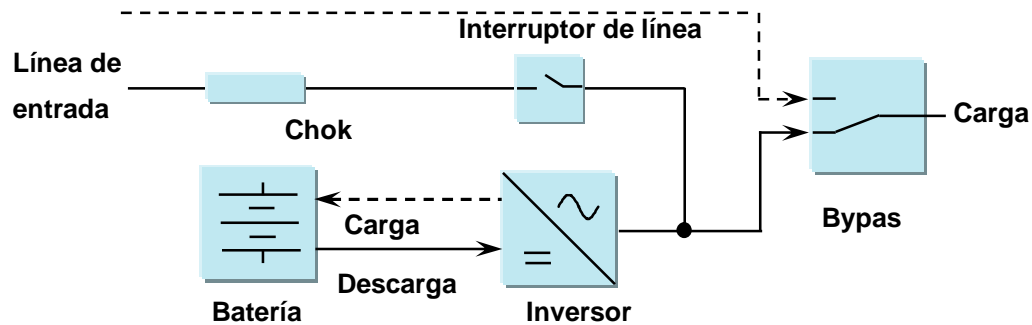 Interruptor de línea
Línea de
entrada
Chok
Carga
Bypas
Carga
Descarga
Batería
Inversor